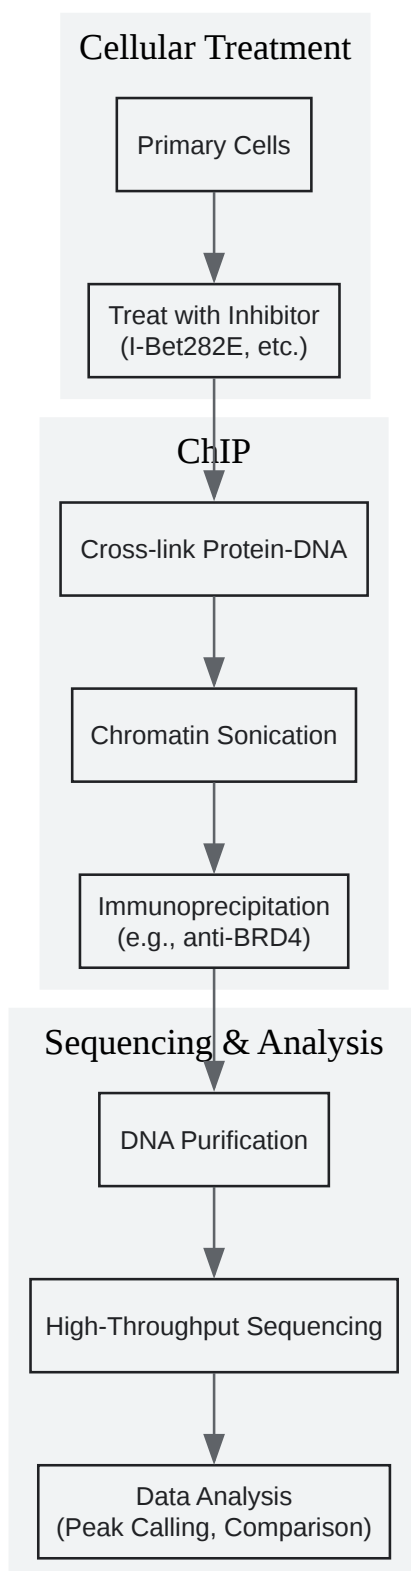 Cellular Treatment
Primary Cells
Treat with Inhibitor
(I-Bet282E, etc.)
ChIP
Cross-link Protein-DNA
Chromatin Sonication
Immunoprecipitation
(e.g., anti-BRD4)
Sequencing & Analysis
DNA Purification
High-Throughput Sequencing
Data Analysis
(Peak Calling, Comparison)